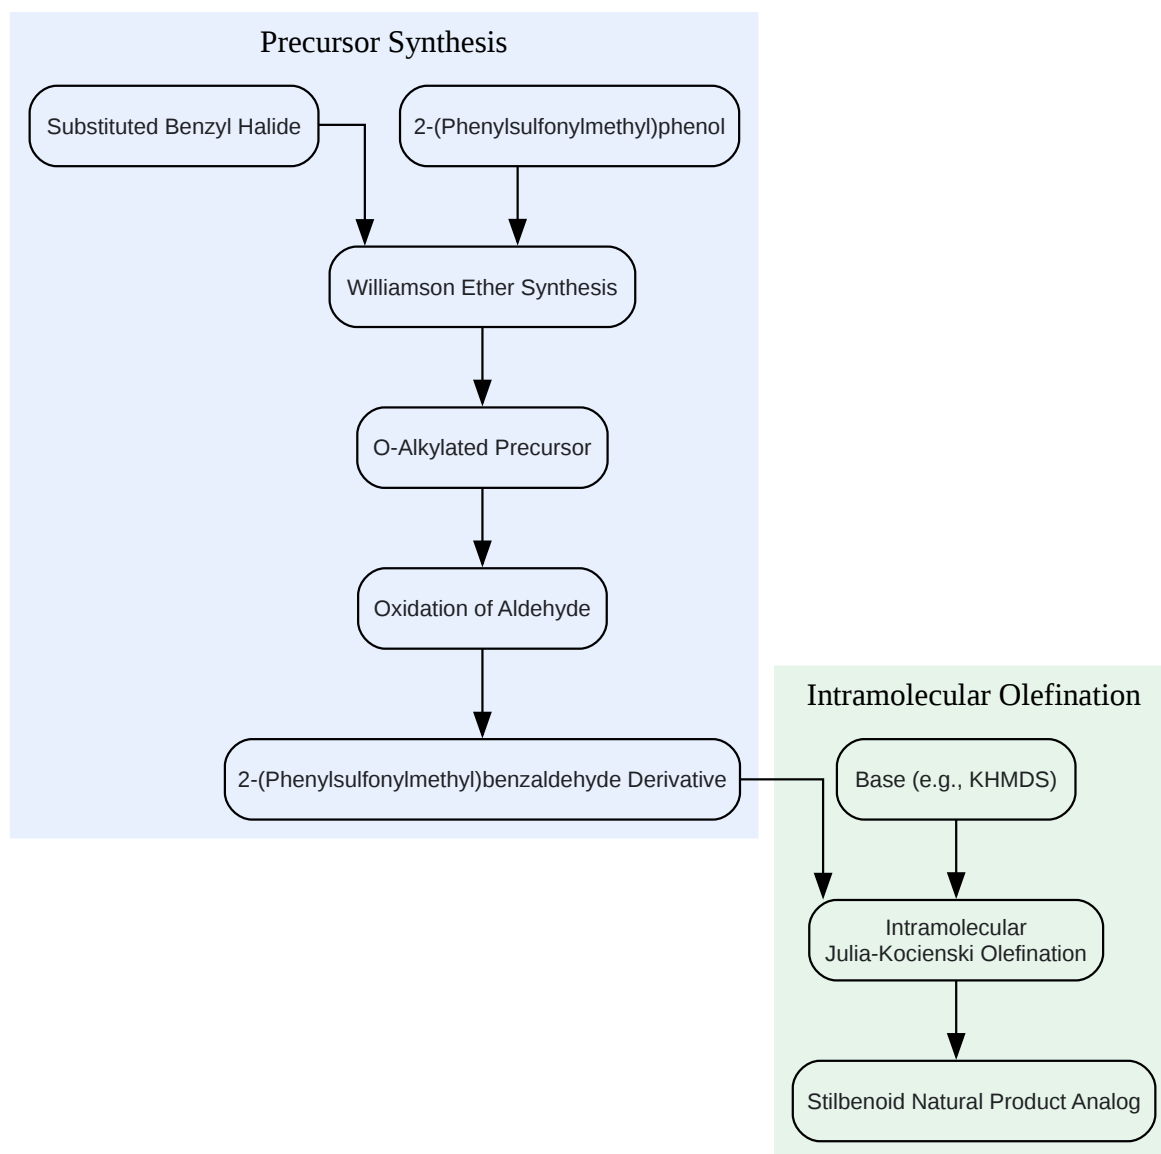 Precursor Synthesis
Substituted Benzyl Halide
2-(Phenylsulfonylmethyl)phenol
Williamson Ether Synthesis
O-Alkylated Precursor
Oxidation of Aldehyde
2-(Phenylsulfonylmethyl)benzaldehyde Derivative
Intramolecular Olefination
Base (e.g., KHMDS)
Intramolecular
Julia-Kocienski Olefination
Stilbenoid Natural Product Analog